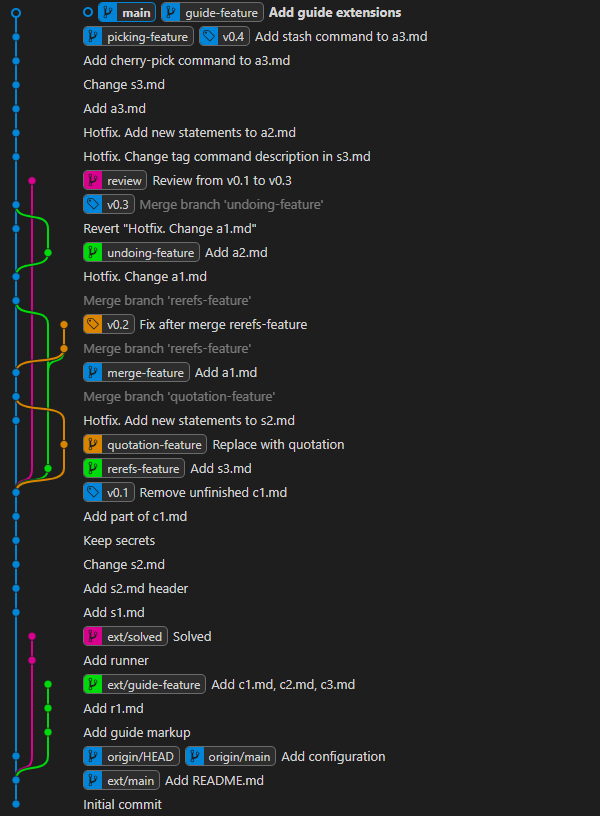 main guide-feature Add guide extensions
picking-feature v0.4 Add stash command to a3.md
Add cherry-pick command to a3.md
Change s3.md
Add a3.md
Hotfix. Add new statements to a2.md
Hotfix. Change tag command description in s3.md
review Review from v0.1 to v0.3
v0.3 Merge branch 'undoing-feature'
Revert "Hotfix. Change a1.md"
undoing-feature Add a2.md
Hotfix. Change a1.md
Merge branch 'rerefs-feature'
v0.2 Fix after merge rerefs-feature
Merge branch 'rerefs-feature'
merge-feature Add a1.md
Merge branch 'quotation-feature'
Hotfix. Add new statements to s2.md
quotation-feature Replace with quotation
rerefs-feature Add s3.md
v0.1 Remove unfinished c1.md
Add part of c1.md
Keep secrets
Change s2.md
Add s2.md header
Add s1.md
ext/solved Solved
Add runner
ext/guide-feature Add c1.md, c2.md, c3.md
Add r1.md
Add guide markup
origin/HEAD origin/main Add configuration
ext/main Add README.md
Initial commit